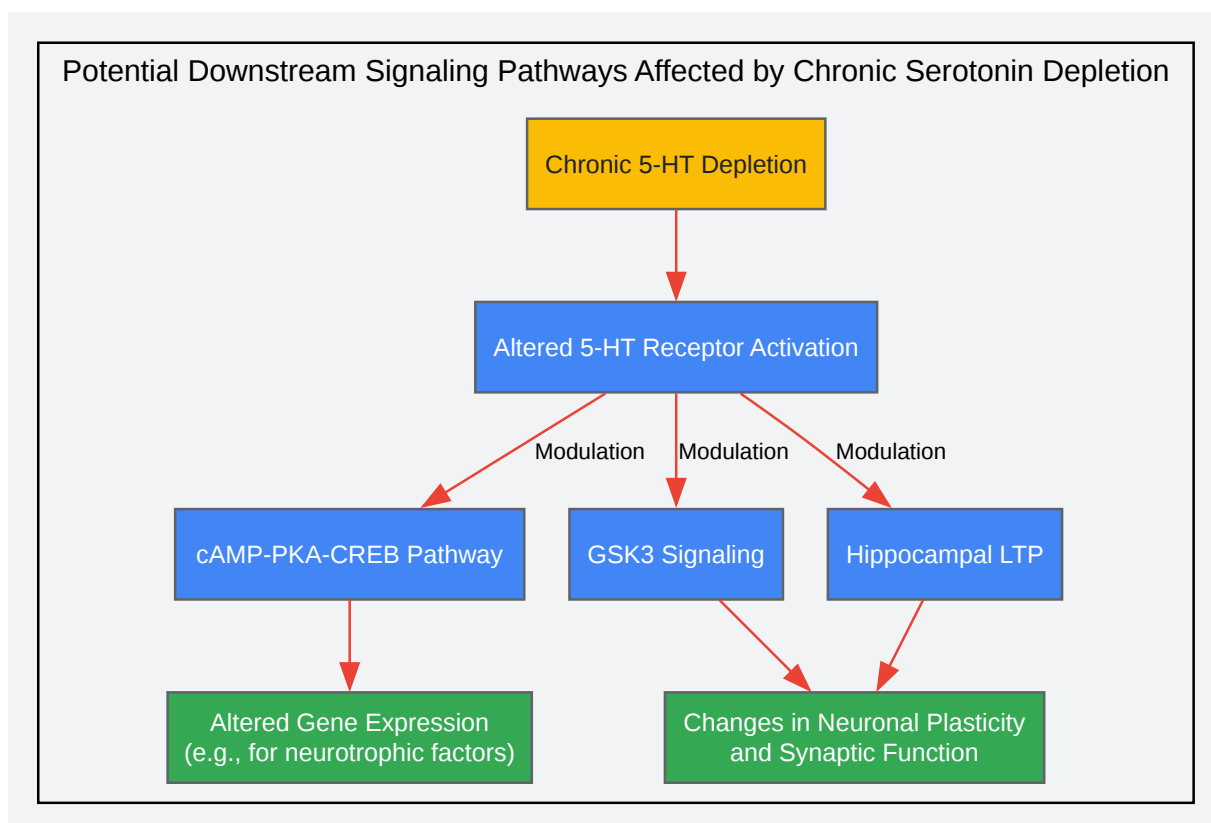 Potential Downstream Signaling Pathways Affected by Chronic Serotonin Depletion
Chronic 5-HT Depletion
Altered 5-HT Receptor Activation
Modulation
Modulation
Modulation
cAMP-PKA-CREB Pathway
GSK3 Signaling
Hippocampal LTP
Altered Gene Expression
(e.g., for neurotrophic factors)
Changes in Neuronal Plasticity
and Synaptic Function